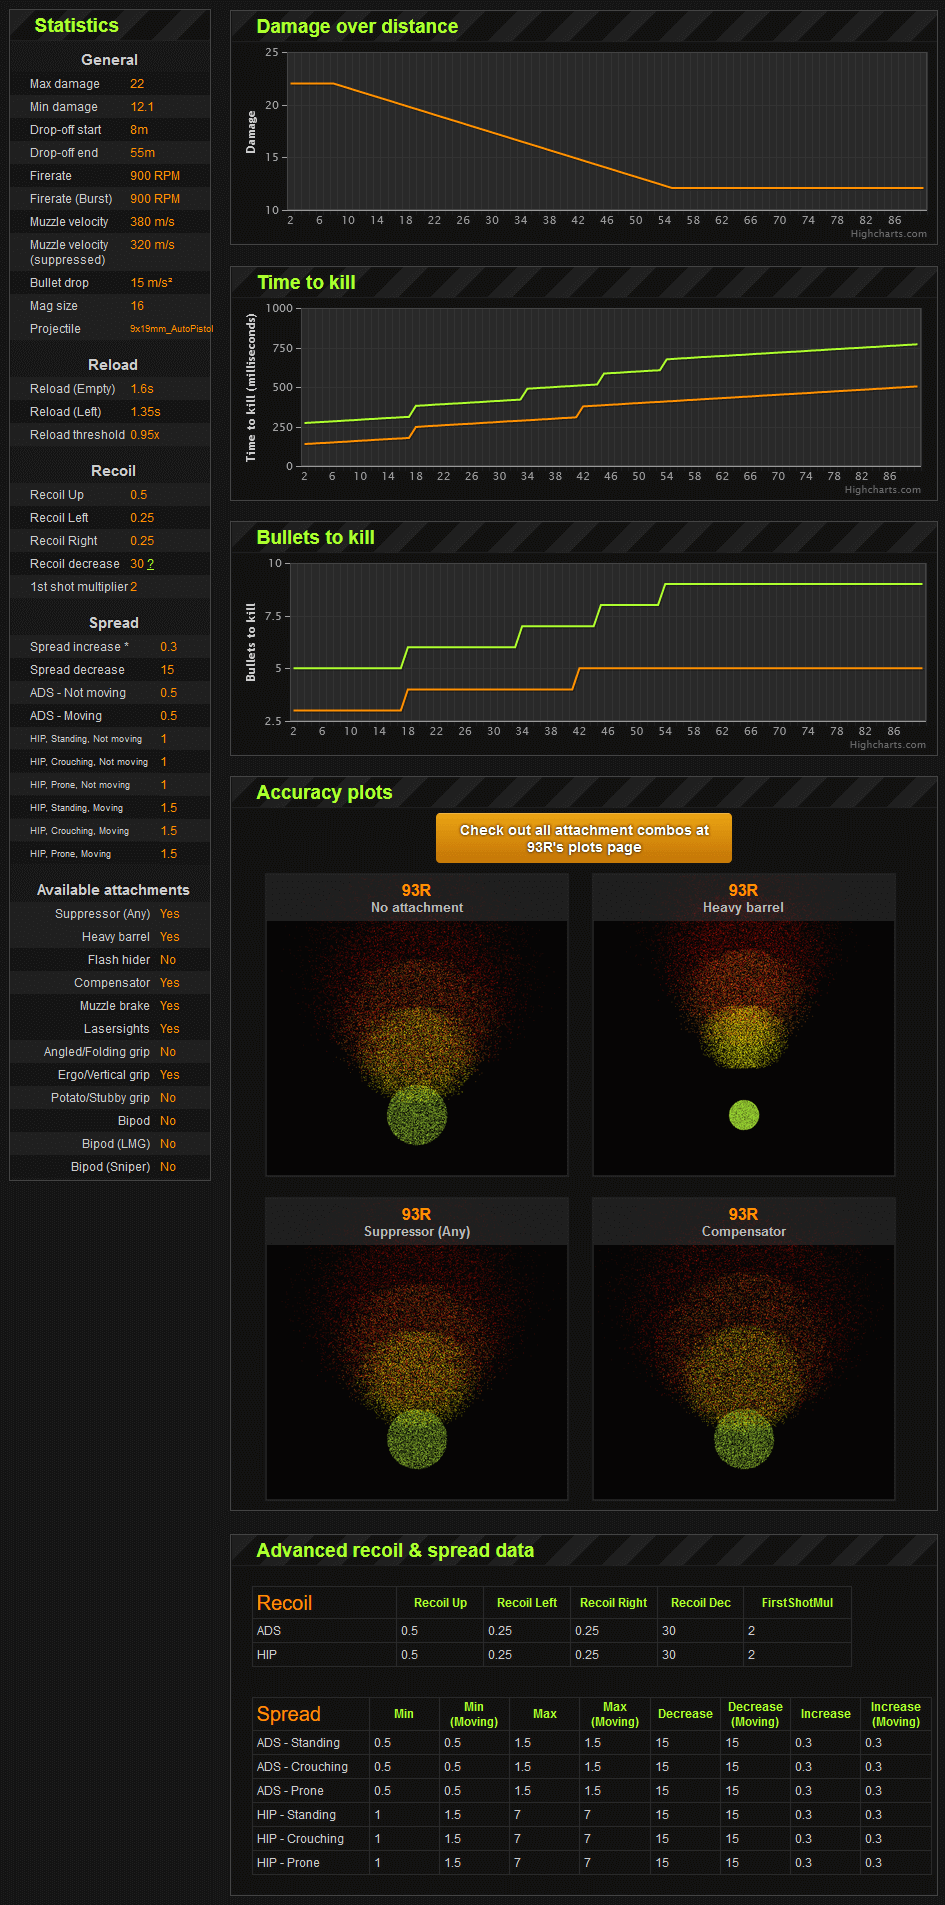 Statistics
General
Max damage 22
Min damage 12.1
Drop-off start 8m
Drop-off end 55m
Firerate 900 RPM
Firerate (Burst) 900 RPM
Muzzle velocity 380 m/s
Muzzle velocity (suppressed) 320 m/s
Bullet drop 15 m/s²
Mag size 16
Projectile 9x19mm_AutoPistol
Reload
Reload (Empty) 1.6s
Reload (Left) 1.35s
Reload threshold 0.95x
Recoil
Recoil Up 0.5
Recoil Left 0.25
Recoil Right 0.25
Recoil decrease 30 ?
1st shot multiplier 2
Spread
Spread increase * 0.3
Spread decrease 15
ADS - Not moving 0.5
ADS - Moving 0.5
HIP, Standing, Not moving 1
HIP, Crouching, Not moving 1
HIP, Prone, Not moving 1
HIP, Standing, Moving 1.5
HIP, Crouching, Moving 1.5
HIP, Prone, Moving 1.5
Available attachments
Suppressor (Any) Yes
Heavy barrel Yes
Flash hider No
Compensator Yes
Muzzle brake Yes
Lasersights Yes
Angled/Folding grip No
Ergo/Vertical grip Yes
Potato/Stubby grip No
Bipod No
Bipod (LMG) No
Bipod (Sniper) No
Damage over distance
Damage
25
20
15
10
2 6 10 14 18 22 26 30 34 38 42 46 50 54 58 62 66 70 74 78 82 86
Highcharts.com
Time to kill
Time to kill (milliseconds)
1000
750
500
250
0
2 6 10 14 18 22 26 30 34 38 42 46 50 54 58 62 66 70 74 78 82 86
Highcharts.com
Bullets to kill
Bullets to kill
10
7.5
5
2.5
2 6 10 14 18 22 26 30 34 38 42 46 50 54 58 62 66 70 74 78 82 86
Highcharts.com
Accuracy plots
Check out all attachment combos at
93R's plots page
93R
No attachment
93R
Heavy barrel
93R
Suppressor (Any)
93R
Compensator
Advanced recoil & spread data
Recoil Recoil Up Recoil Left Recoil Right Recoil Dec FirstShotMul
ADS 0.5 0.25 0.25 30 2
HIP 0.5 0.25 0.25 30 2
Spread Min Min (Moving) Max Max (Moving) Decrease Decrease (Moving) Increase Increase (Moving)
ADS - Standing 0.5 0.5 1.5 1.5 15 15 0.3 0.3
ADS - Crouching 0.5 0.5 1.5 1.5 15 15 0.3 0.3
ADS - Prone 0.5 0.5 1.5 1.5 15 15 0.3 0.3
HIP - Standing 1 1.5 7 7 15 15 0.3 0.3
HIP - Crouching 1 1.5 7 7 15 15 0.3 0.3
HIP - Prone 1 1.5 7 7 15 15 0.3 0.3